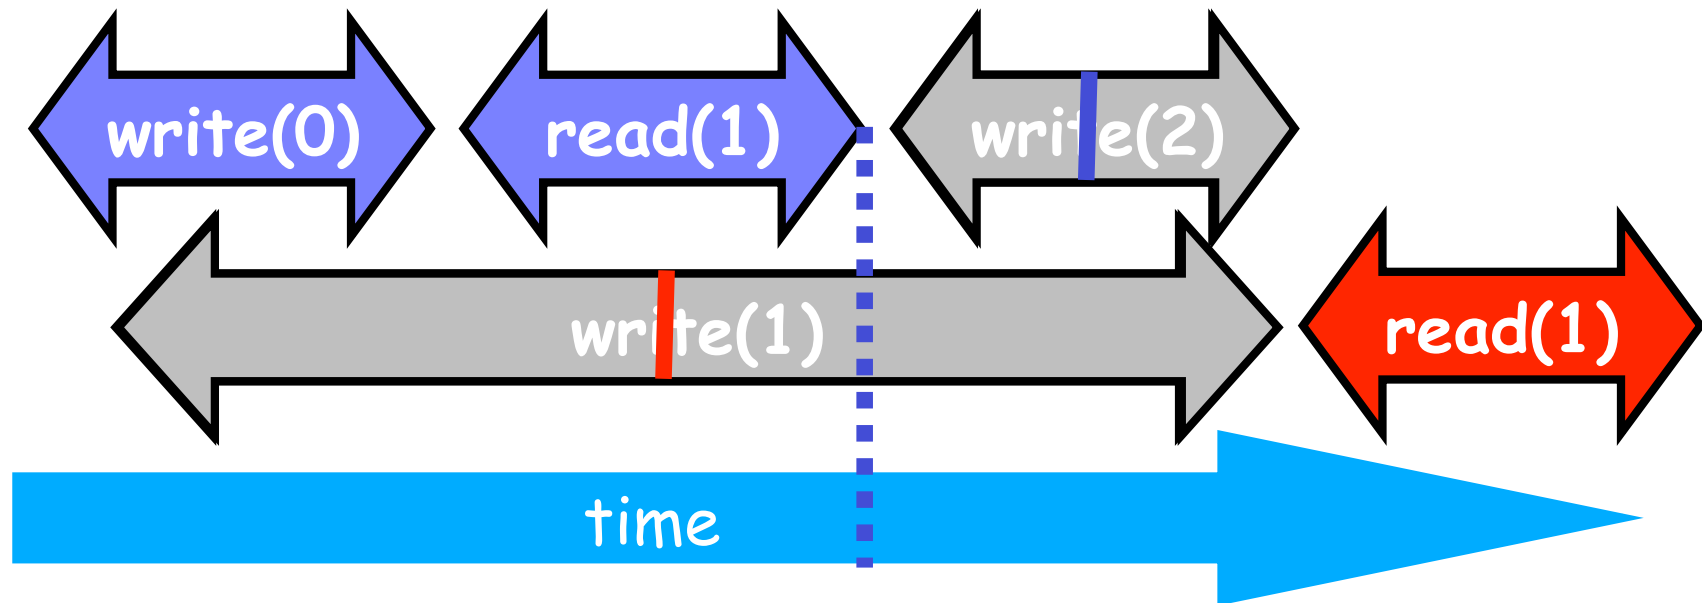 write(0)
read(1)
write(2)
write(1)
read(1)
time